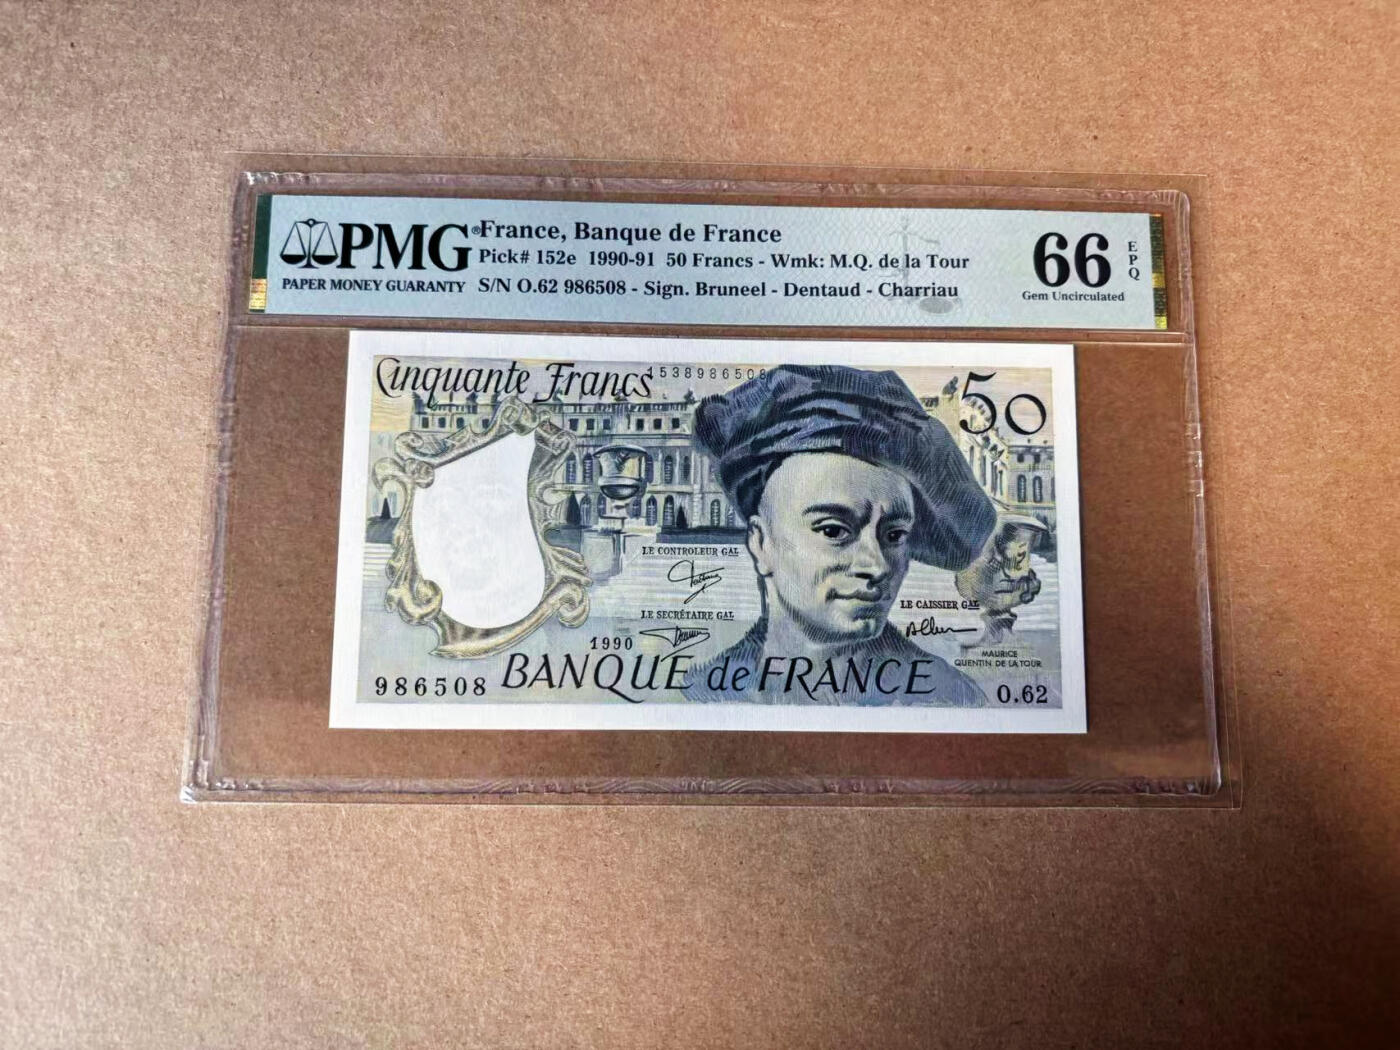 PMG®
PAPER MONEY GUARANTY
France, Banque de France
Pick# 152e 1990-91 50 Francs - Wmk: M.Q. de la Tour
S/N O.62 986508 - Sign. Bruneel - Dentaud - Charriau
66
EPQ
Gem Uncirculated
Cinquante Francs
1538986508
50
LE CONTROLEUR GAL
LE SECRÉTAIRE GAL
LE CAISSIER GAL
1990
MAURICE
QUENTIN DE LA TOUR
986508
BANQUE de FRANCE
O.62